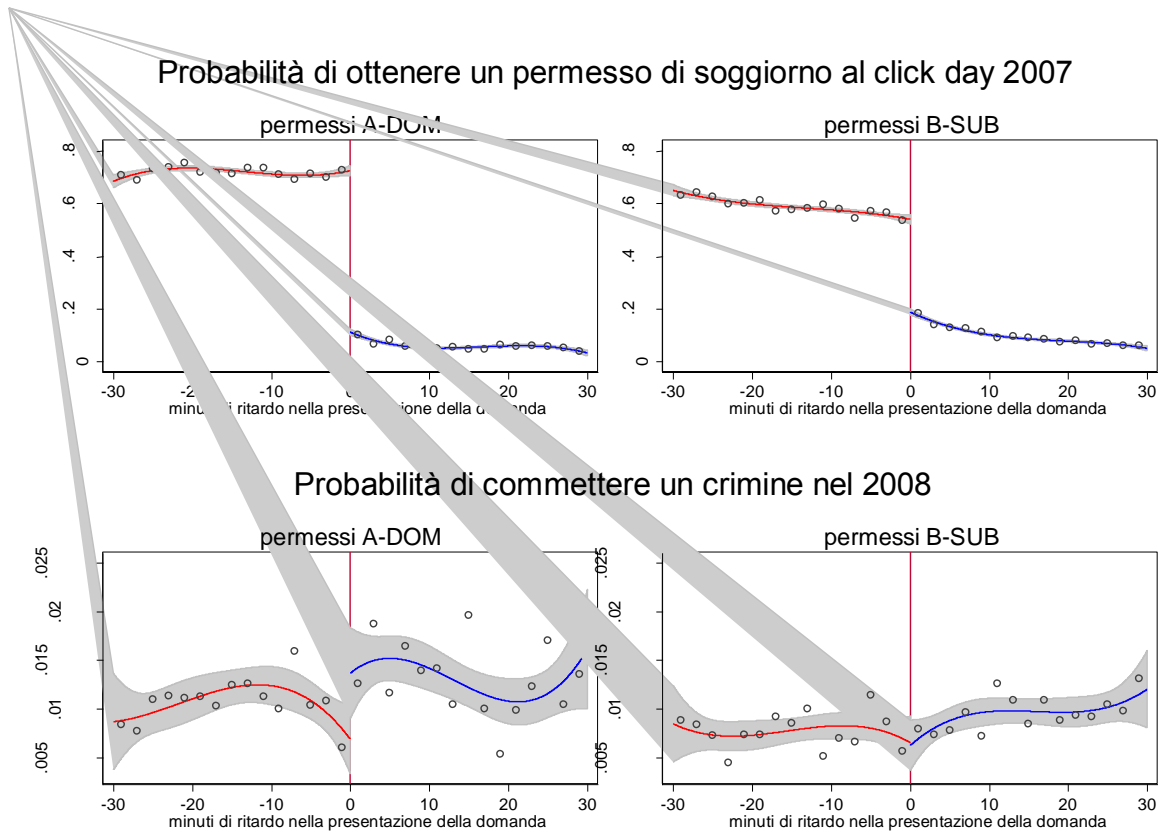 Probabilità di ottenere un permesso di soggiorno al click day 2007
permessi A-DOM
permessi B-SUB
.8
.6
.4
.2
0
-30 -20 -10 0 10 20 30
minuti di ritardo nella presentazione della domanda
.8
.6
.4
.2
0
-30 -20 -10 0 10 20 30
minuti di ritardo nella presentazione della domanda
Probabilità di commettere un crimine nel 2008
permessi A-DOM
permessi B-SUB
.025
.02
.015
.01
.005
-30 -20 -10 0 10 20 30
minuti di ritardo nella presentazione della domanda
.025
.02
.015
.01
.005
-30 -20 -10 0 10 20 30
minuti di ritardo nella presentazione della domanda